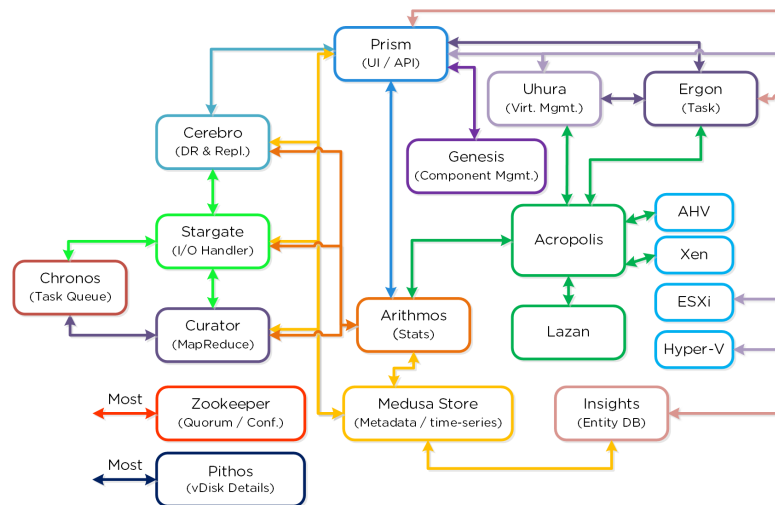 Prism
(UI / API)
Uhura
(Virt. Mgmt.)
Ergon
(Task)
Cerebro
(DR & Repl.)
Genesis
(Component Mgmt.)
AHV
Stargate
(I/O Handler)
Acropolis
Xen
Chronos
(Task Queue)
ESXi
Curator
(MapReduce)
Arithmos
(Stats)
Lazan
Hyper-V
Most
Zookeeper
(Quorum / Conf.)
Medusa Store
(Metadata / time-series)
Insights
(Entity DB)
Most
Pithos
(vDisk Details)